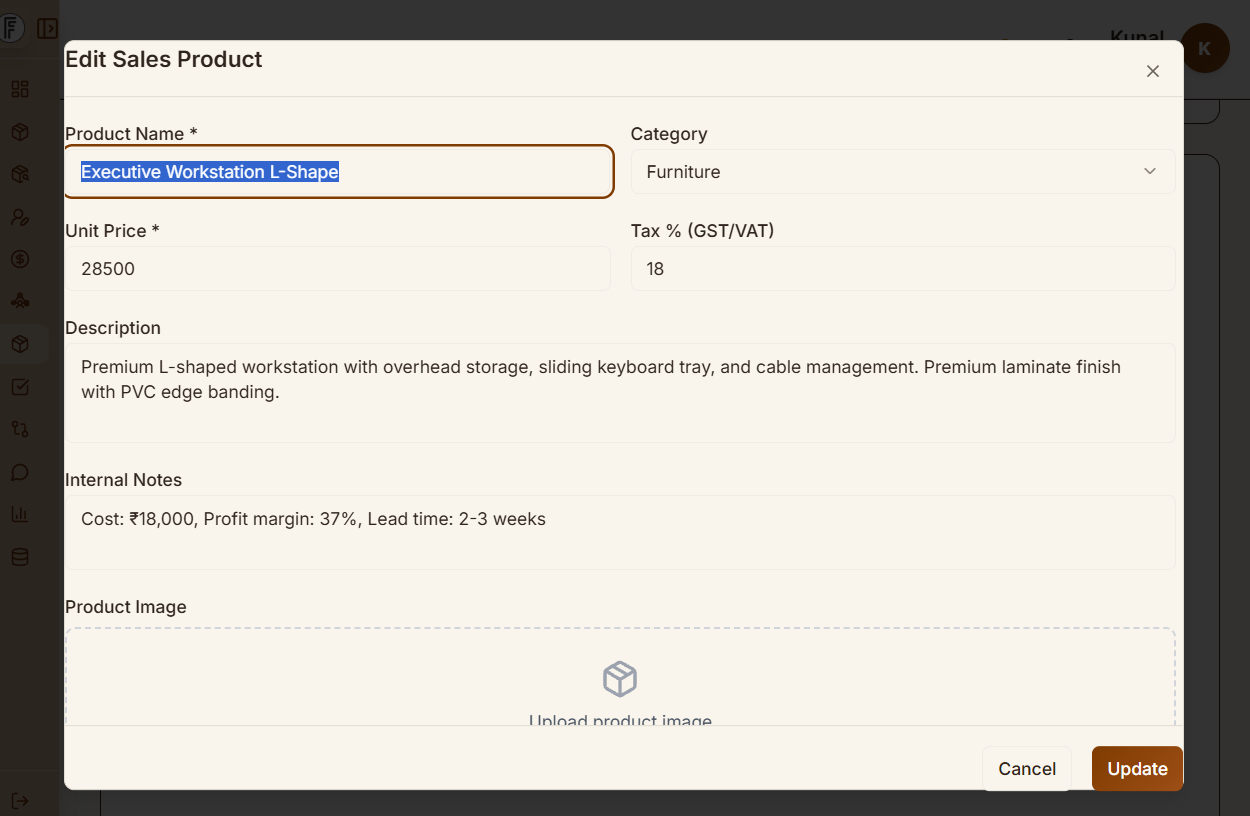 Kunal
K
Edit Sales Product
Product Name *
Category
Executive Workstation L-Shape
Furniture
Unit Price *
Tax % (GST/VAT)
28500
18
Description
Premium L-shaped workstation with overhead storage, sliding keyboard tray, and cable management. Premium laminate finish
with PVC edge banding.
Internal Notes
Cost: ₹18,000, Profit margin: 37%, Lead time: 2-3 weeks
Product Image
Upload product image
Cancel
Update